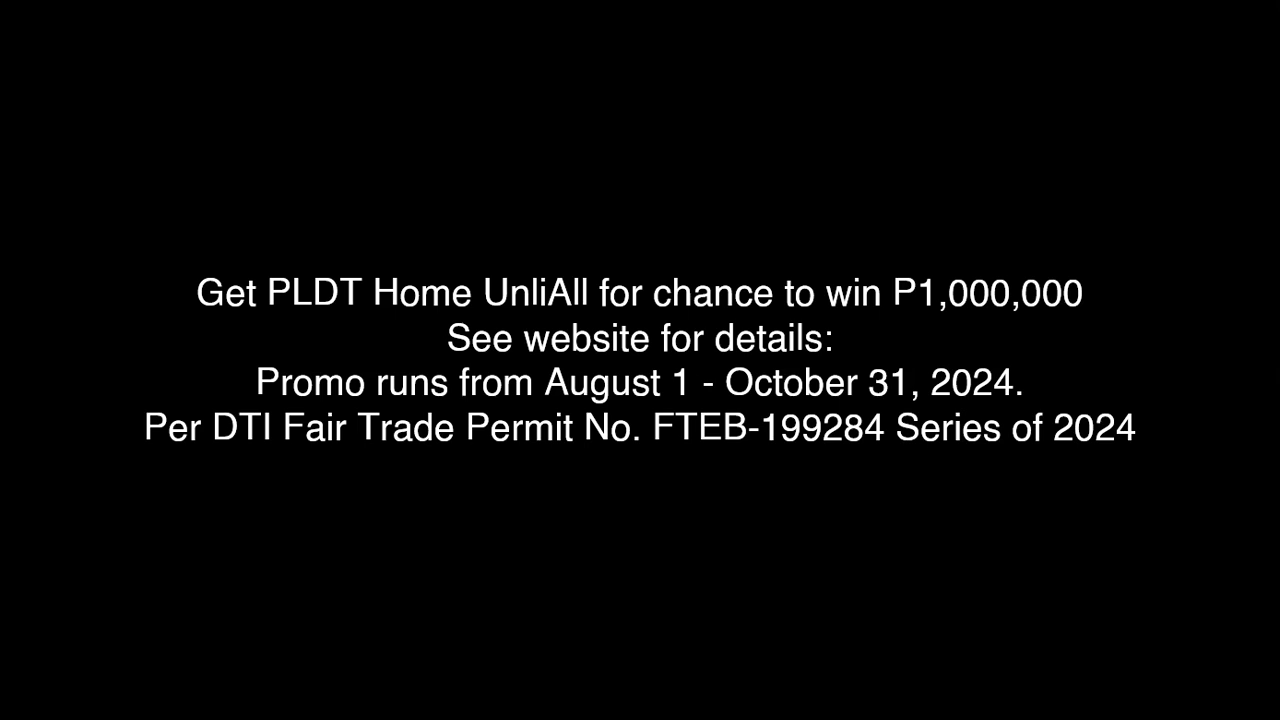 Get PLDT Home UnliAll for chance to win P1,000,000
See website for details:
Promo runs from August 1 - October 31, 2024.
Per DTI Fair Trade Permit No. FTEB-199284 Series of 2024